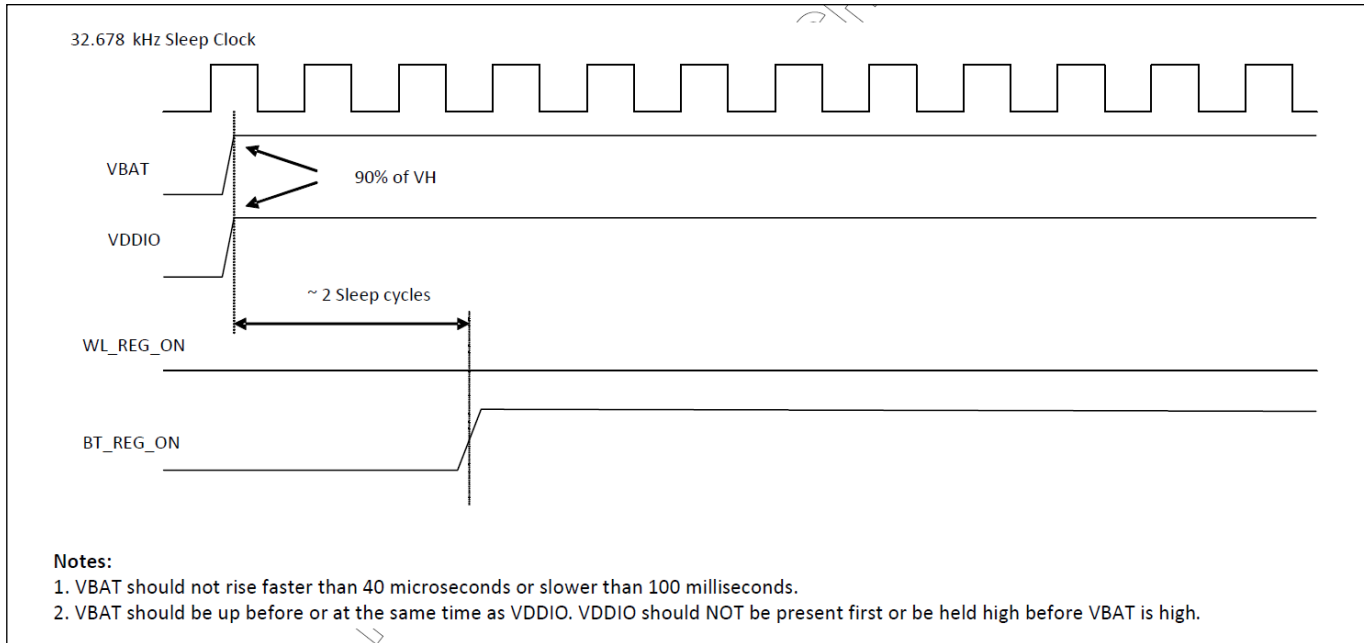 32.678 kHz Sleep Clock
VBAT
90% of VH
VDDIO
~ 2 Sleep cycles
WL_REG_ON
BT_REG_ON
Notes:
1. VBAT should not rise faster than 40 microseconds or slower than 100 milliseconds.
2. VBAT should be up before or at the same time as VDDIO. VDDIO should NOT be present first or be held high before VBAT is high.